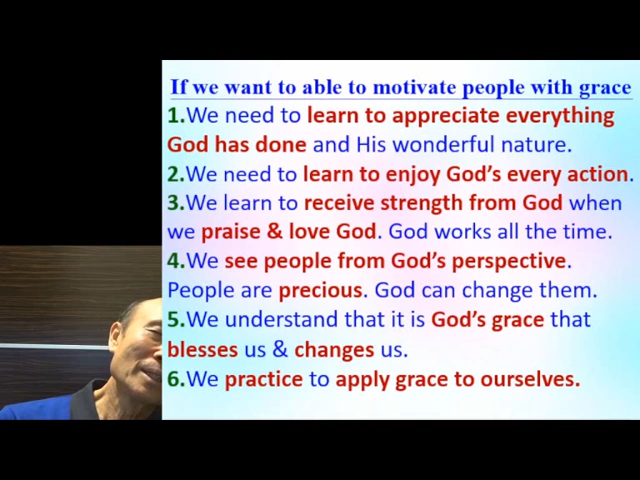 If we want to able to motivate people with grace
1.We need to learn to appreciate everything
God has done and His wonderful nature.
2.We need to learn to enjoy God’s every action.
3.We learn to receive strength from God when
we praise & love God. God works all the time.
4.We see people from God’s perspective.
People are precious. God can change them.
5.We understand that it is God’s grace that
blesses us & changes us.
6.We practice to apply grace to ourselves.